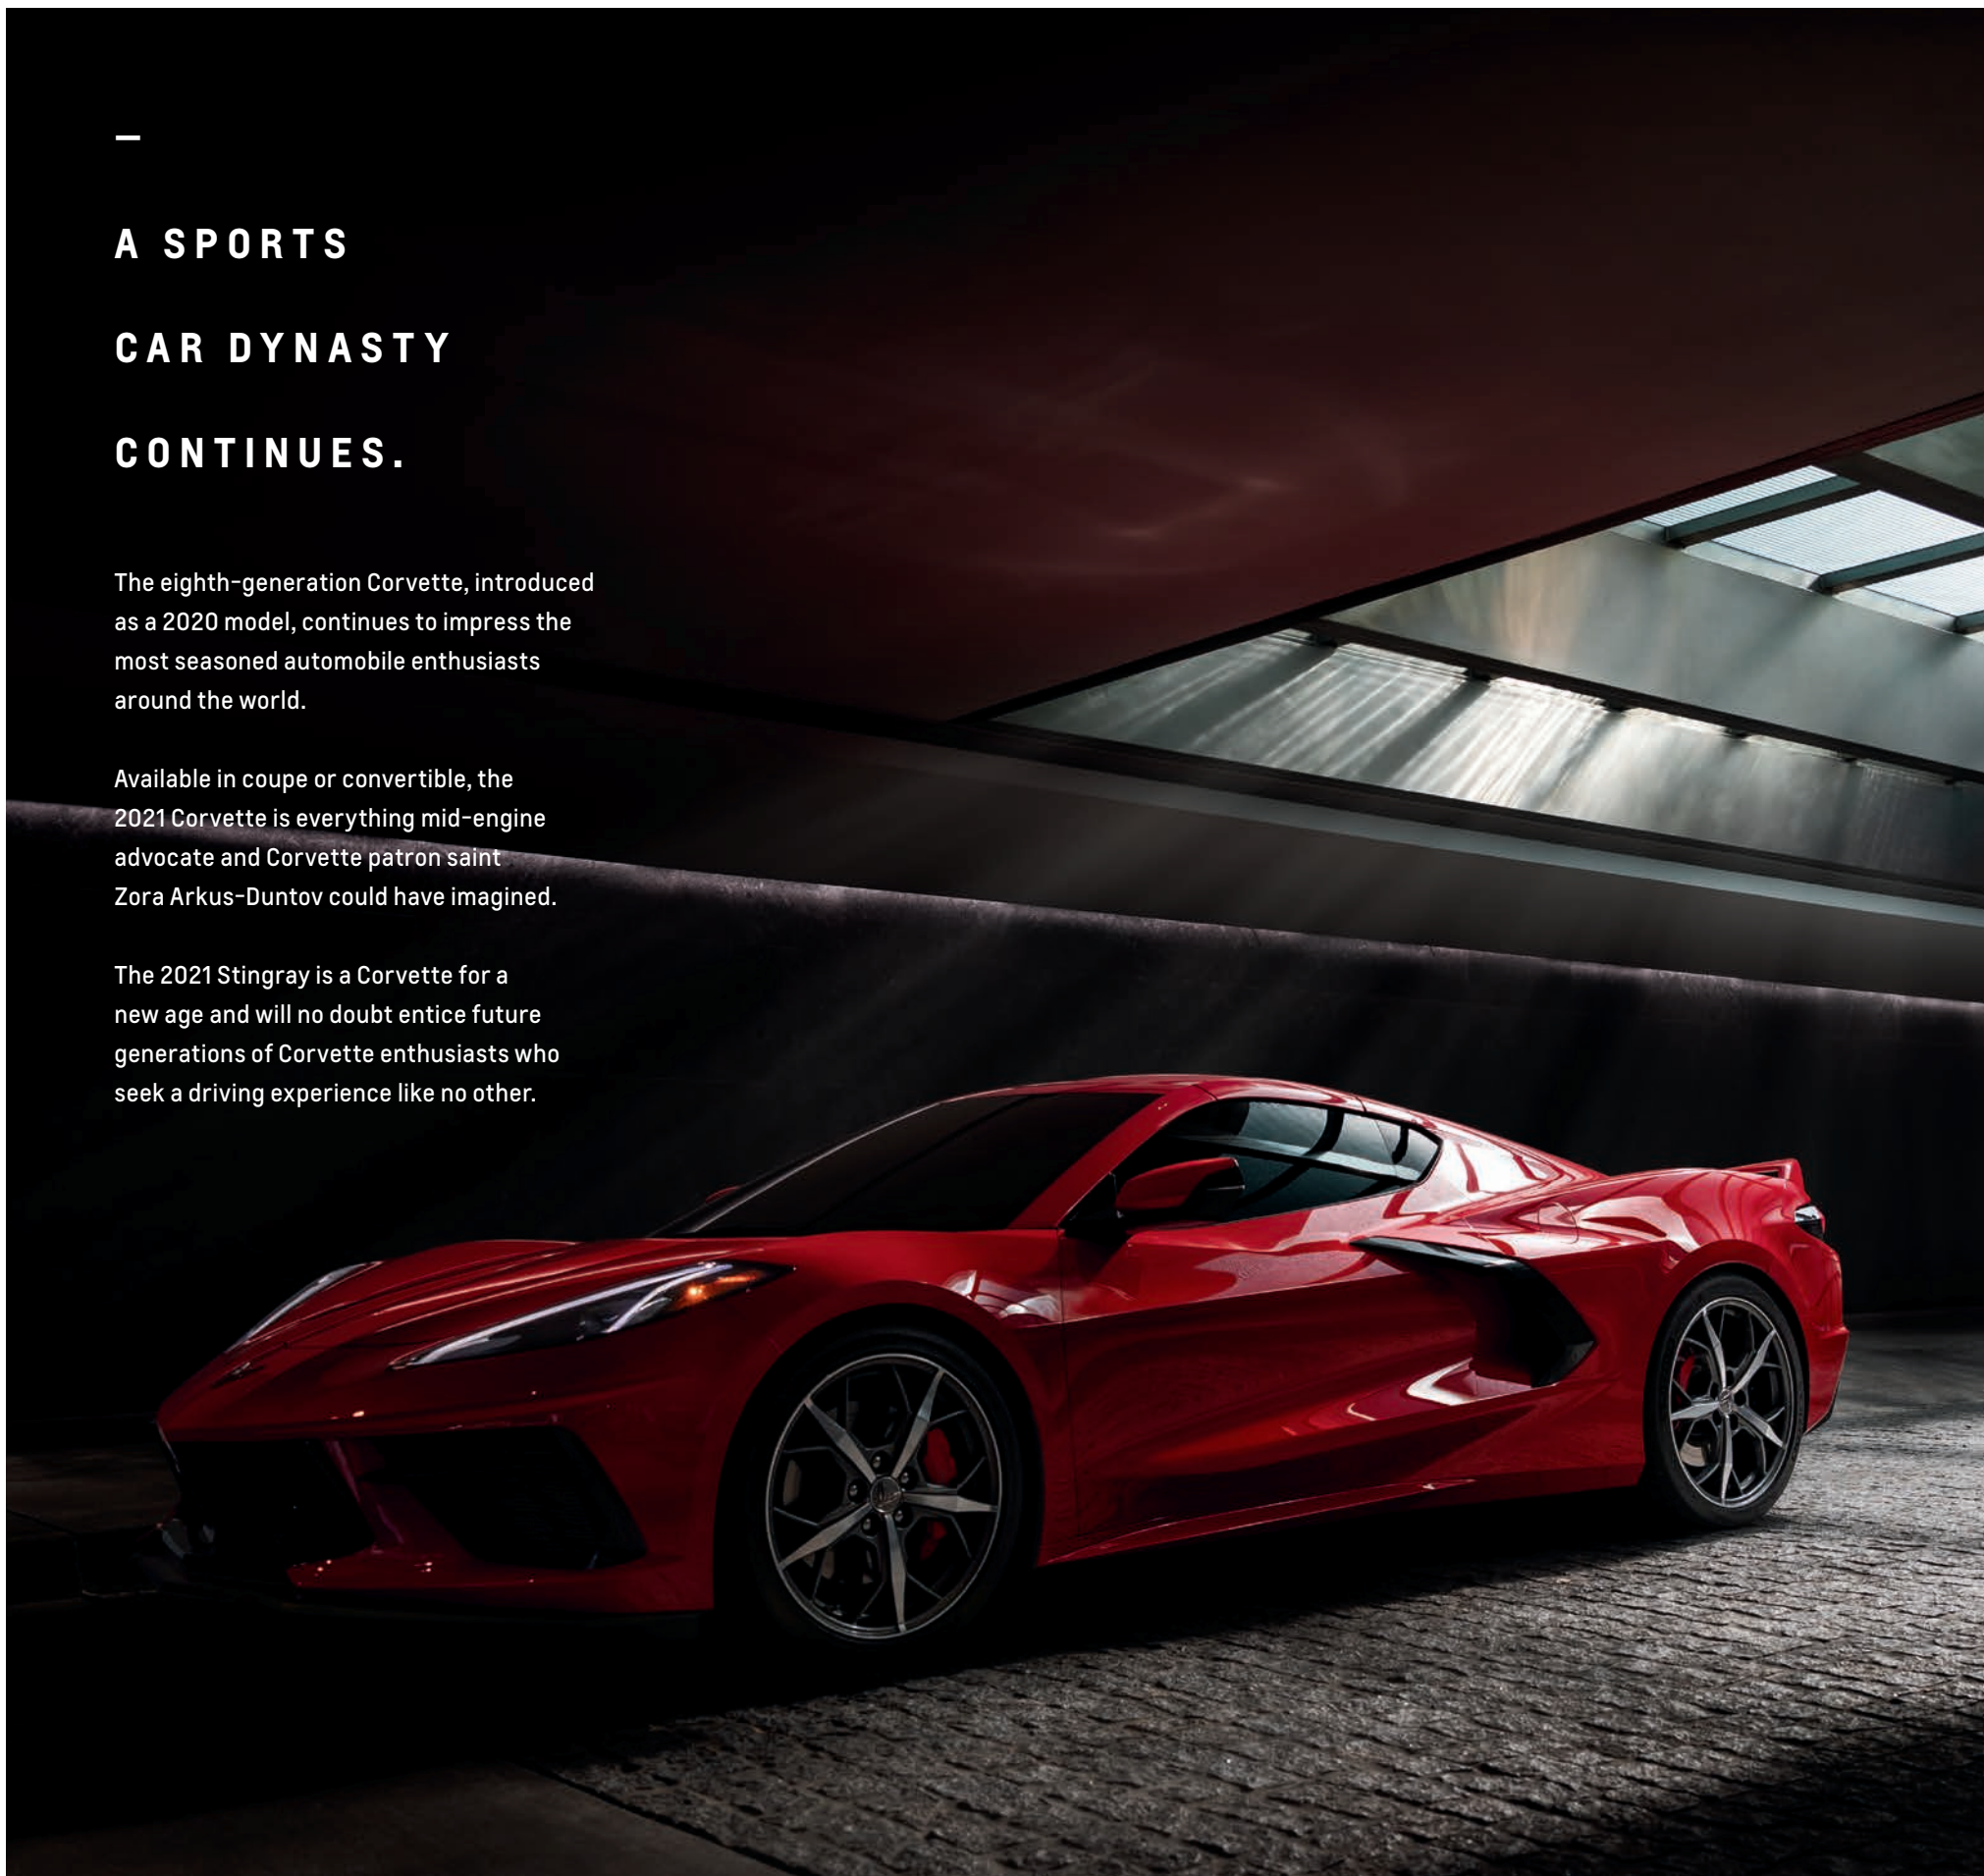 A SPORTS
CAR DYNASTY
CONTINUES.
The eighth-generation Corvette, introduced
as a 2020 model, continues to impress the
most seasoned automobile enthusiasts
around the world.
Available in coupe or convertible, the
2021 Corvette is everything mid-engine
advocate and Corvette patron saint
Zora Arkus-Duntov could have imagined.
The 2021 Stingray is a Corvette for a
new age and will no doubt entice future
generations of Corvette enthusiasts who
seek a driving experience like no other.